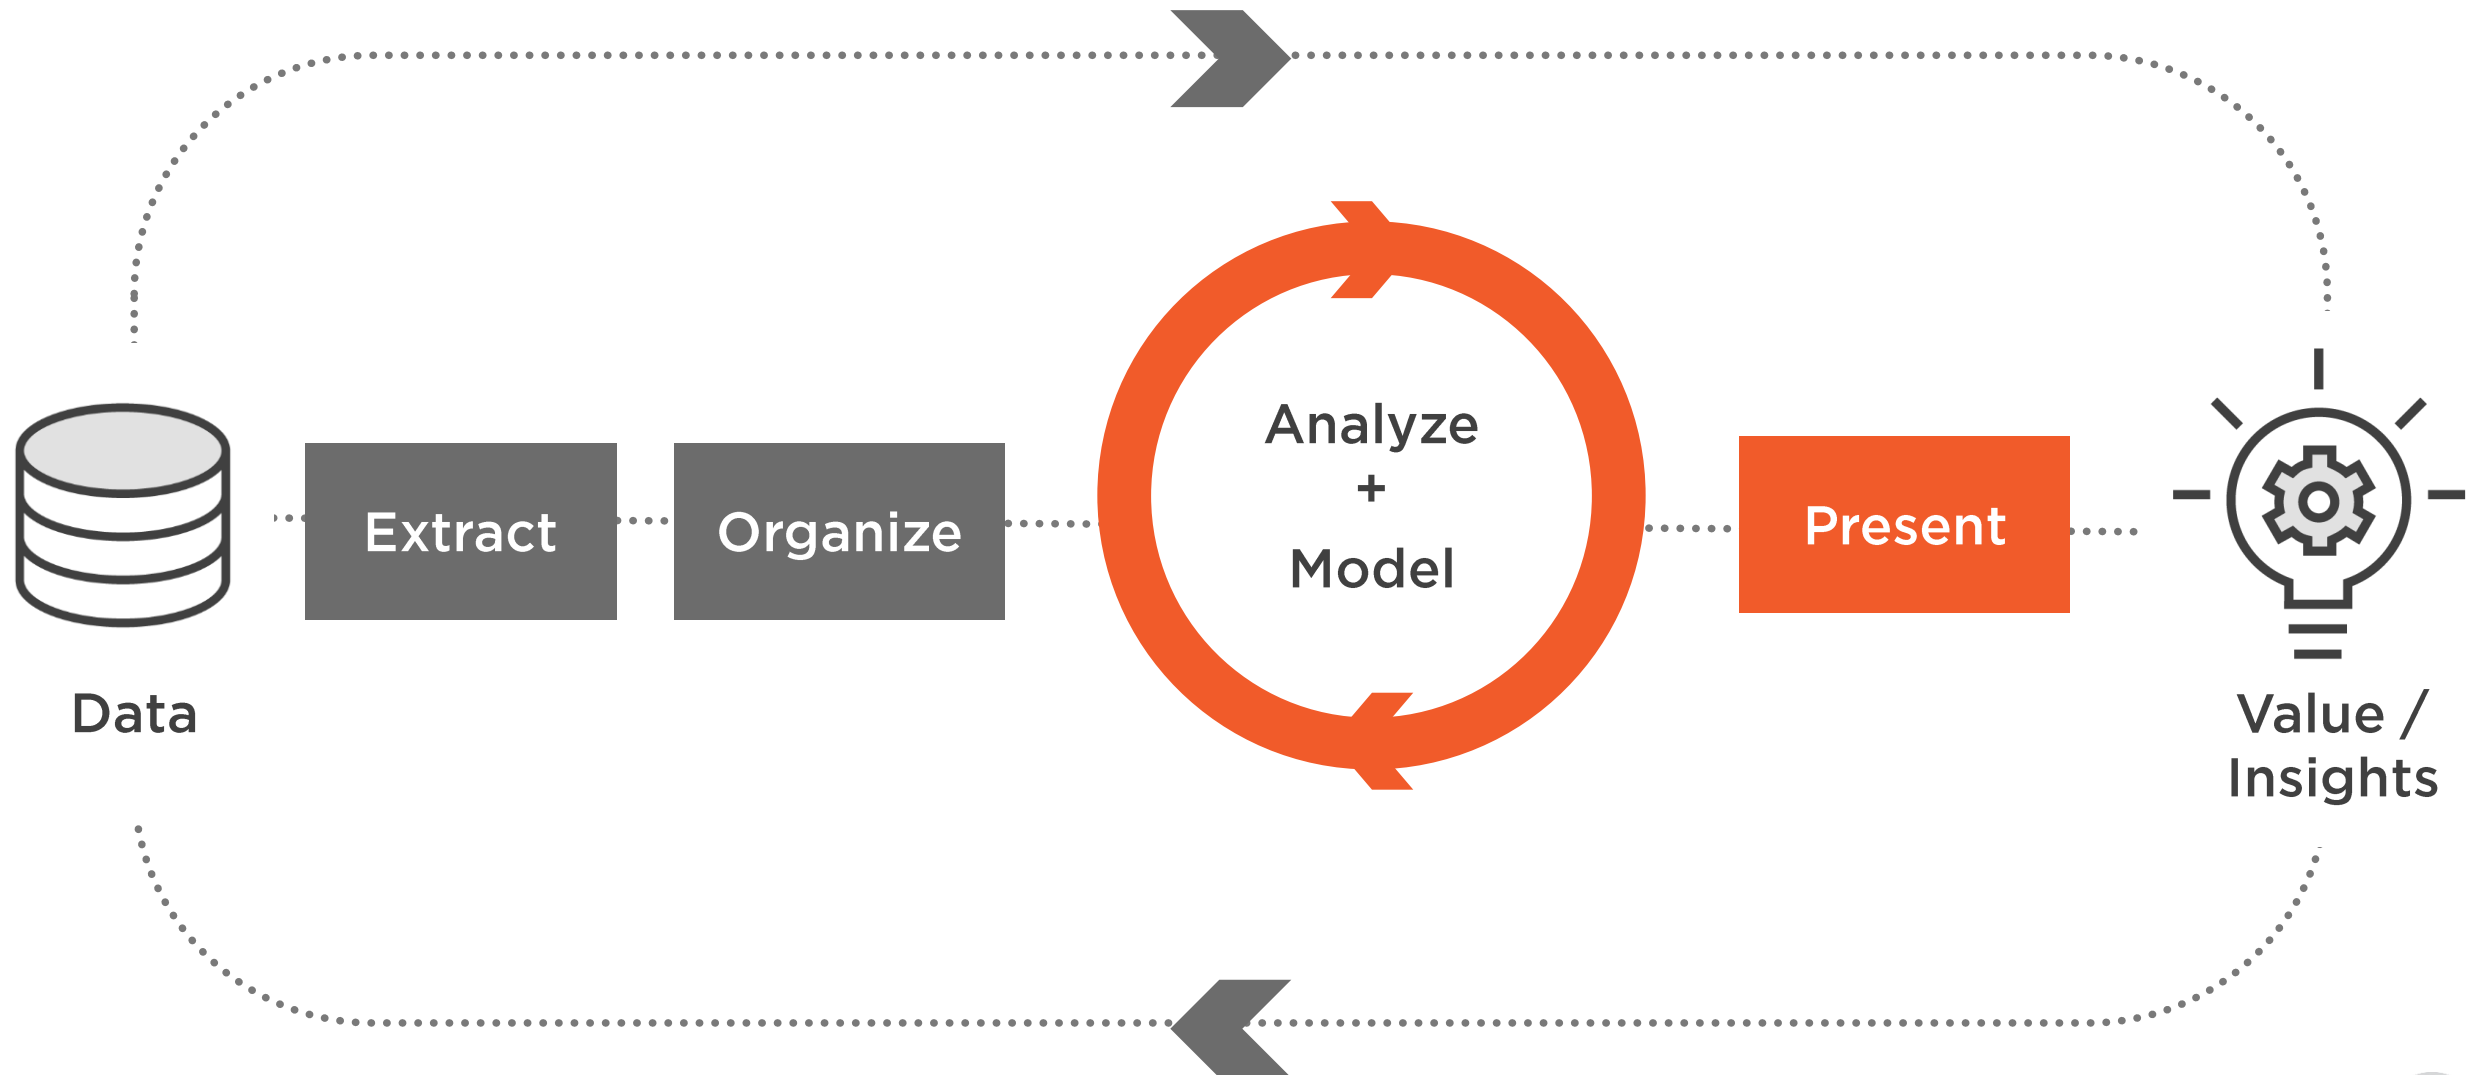 Data
Extract
Organize
Analyze
+
Model
Present
Value /
Insights